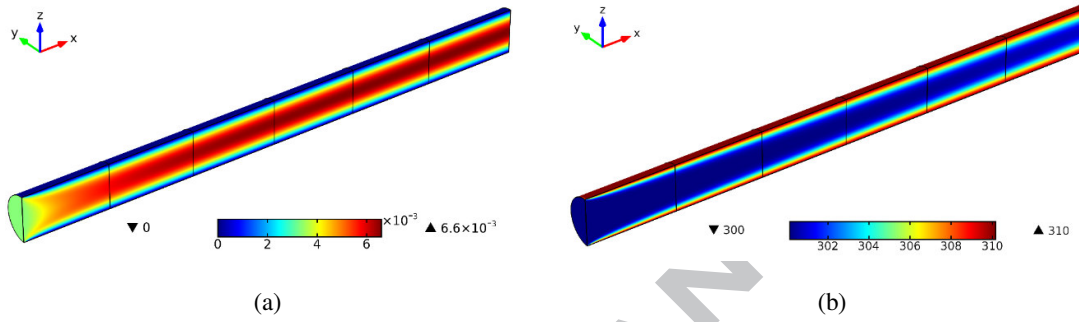 z
y
x
▼ 0
×10⁻³
0 2 4 6
▲ 6.6×10⁻³
(a)
z
y
x
▼ 300
302 304 306 308 310
▲ 310
(b)